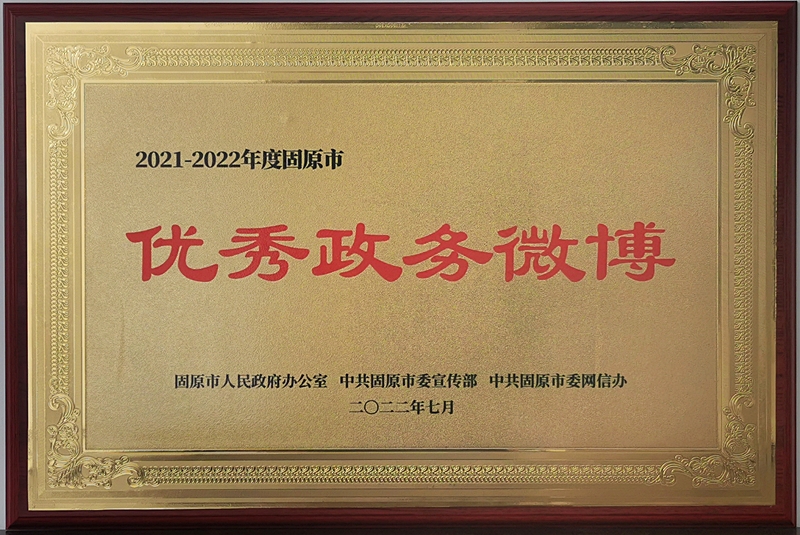 2021-2022年度固原市
优秀政务微博
固原市人民政府办公室 中共固原市委宣传部 中共固原市委网信办
二〇二二年七月